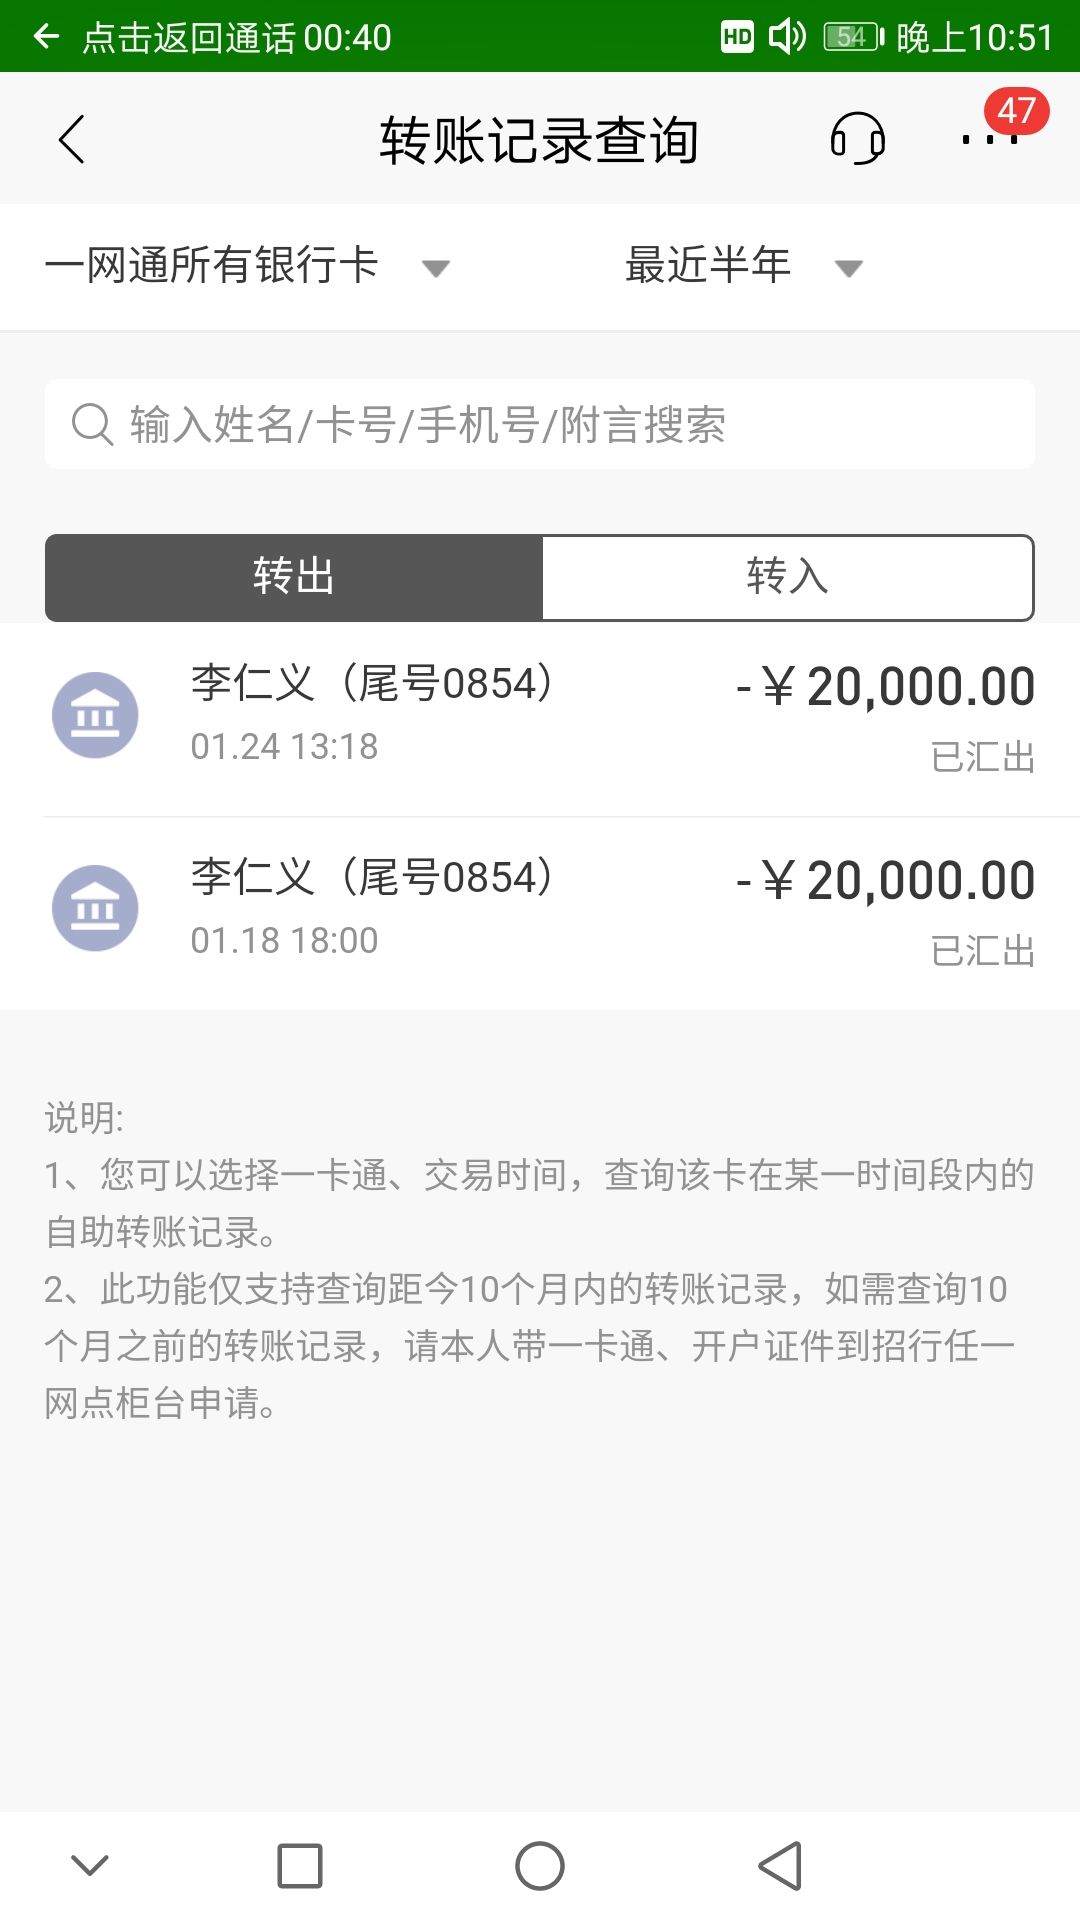 点击返回通话 00:40 HD 54 晚上10:51
转账记录查询 47
一网通所有银行卡 最近半年
输入姓名/卡号/手机号/附言搜索
转出 转入
李仁义（尾号0854） -￥20,000.00
01.24 13:18 已汇出
李仁义（尾号0854） -￥20,000.00
01.18 18:00 已汇出
说明:
1、您可以选择一卡通、交易时间，查询该卡在某一时间段内的
自助转账记录。
2、此功能仅支持查询距今10个月内的转账记录，如需查询10
个月之前的转账记录，请本人带一卡通、开户证件到招行任一
网点柜台申请。